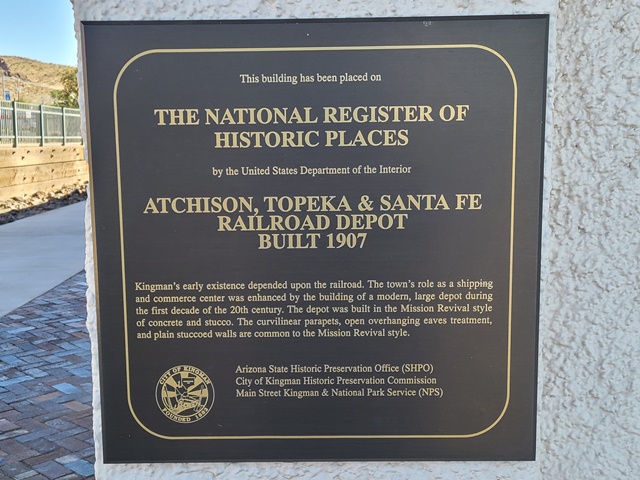 This building has been placed on
THE NATIONAL REGISTER OF
HISTORIC PLACES
by the United States Department of the Interior
ATCHISON, TOPEKA & SANTA FE
RAILROAD DEPOT
BUILT 1907
Kingman's early existence depended upon the railroad. The town's role as a shipping
and commerce center was enhanced by the building of a modern, large depot during
the first decade of the 20th century. The depot was built in the Mission Revival style
of concrete and stucco. The curvilinear parapets, open overhanging eaves treatment,
and plain stuccoed walls are common to the Mission Revival style.
CITY OF KINGMAN
FOUNDED 1882
Arizona State Historic Preservation Office (SHPO)
City of Kingman Historic Preservation Commission
Main Street Kingman & National Park Service (NPS)